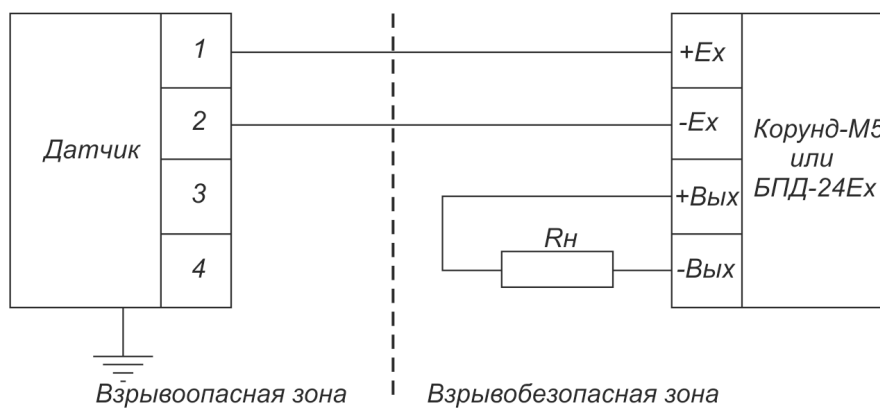 Датчик
1
2
3
4
+Ex
-Ex
+Вых
-Вых
Rн
Корунд-М5
или
БПД-24Ex
Взрывоопасная зона
Взрывобезопасная зона